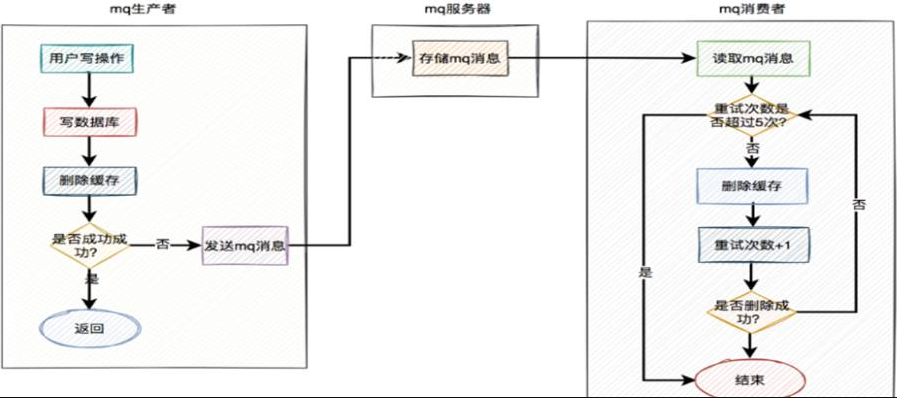 mq生产者
用户写操作
写数据库
删除缓存
是否成功成
功?
否
是
发送mq消息
返回
mq服务器
存储mq消息
mq消费者
读取mq消息
重试次数是
否超过5次?
否
删除缓存
重试次数+1
是否删除成
功?
否
是
结束